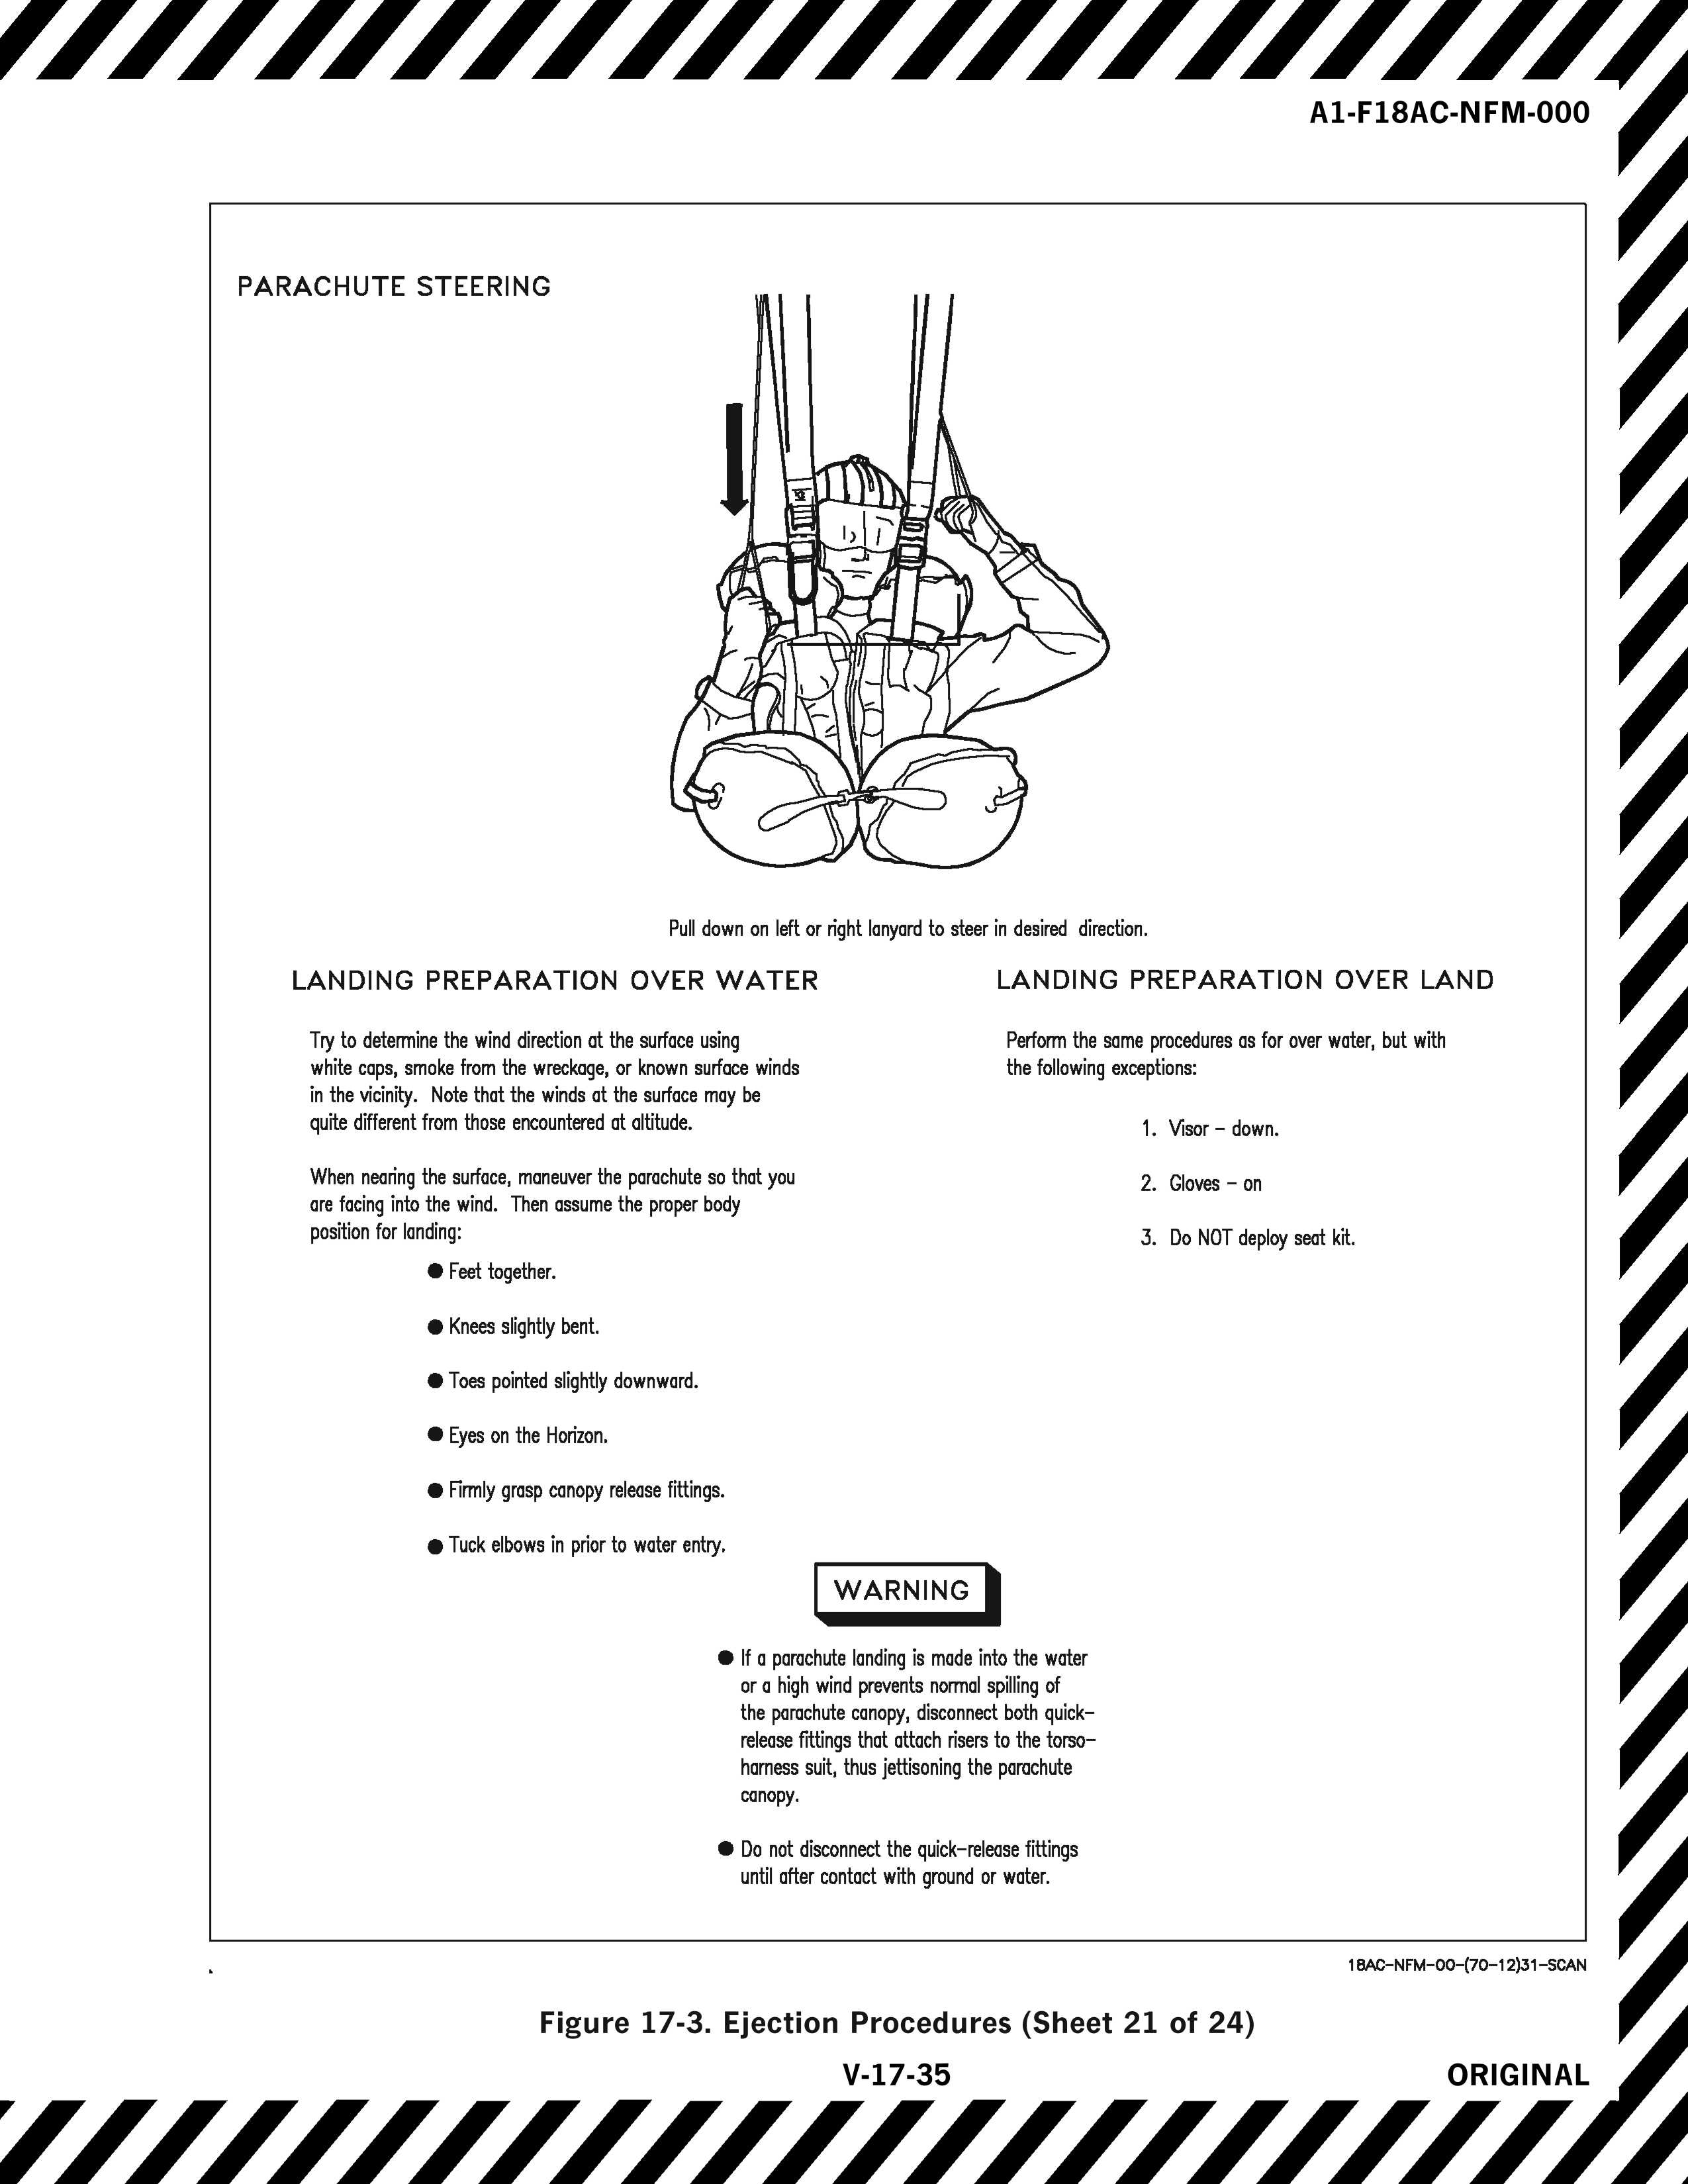 A1-F18AC-NFM-000
PARACHUTE STEERING
Pull down on left or right lanyard to steer in desired direction.
LANDING PREPARATION OVER WATER
Try to determine the wind direction at the surface using
white caps, smoke from the wreckage, or known surface winds
in the vicinity. Note that the winds at the surface may be
quite different from those encountered at altitude.
When nearing the surface, maneuver the parachute so that you
are facing into the wind. Then assume the proper body
position for landing:
● Feet together.
● Knees slightly bent.
● Toes pointed slightly downward.
● Eyes on the Horizon.
● Firmly grasp canopy release fittings.
● Tuck elbows in prior to water entry.
LANDING PREPARATION OVER LAND
Perform the same procedures as for over water, but with
the following exceptions:
1. Visor – down.
2. Gloves – on
3. Do NOT deploy seat kit.
WARNING
● If a parachute landing is made into the water
or a high wind prevents normal spilling of
the parachute canopy, disconnect both quick–
release fittings that attach risers to the torso–
harness suit, thus jettisoning the parachute
canopy.
● Do not disconnect the quick–release fittings
until after contact with ground or water.
18AC–NFM–00–(70–12)31–SCAN
Figure 17-3. Ejection Procedures (Sheet 21 of 24)
V-17-35
ORIGINAL